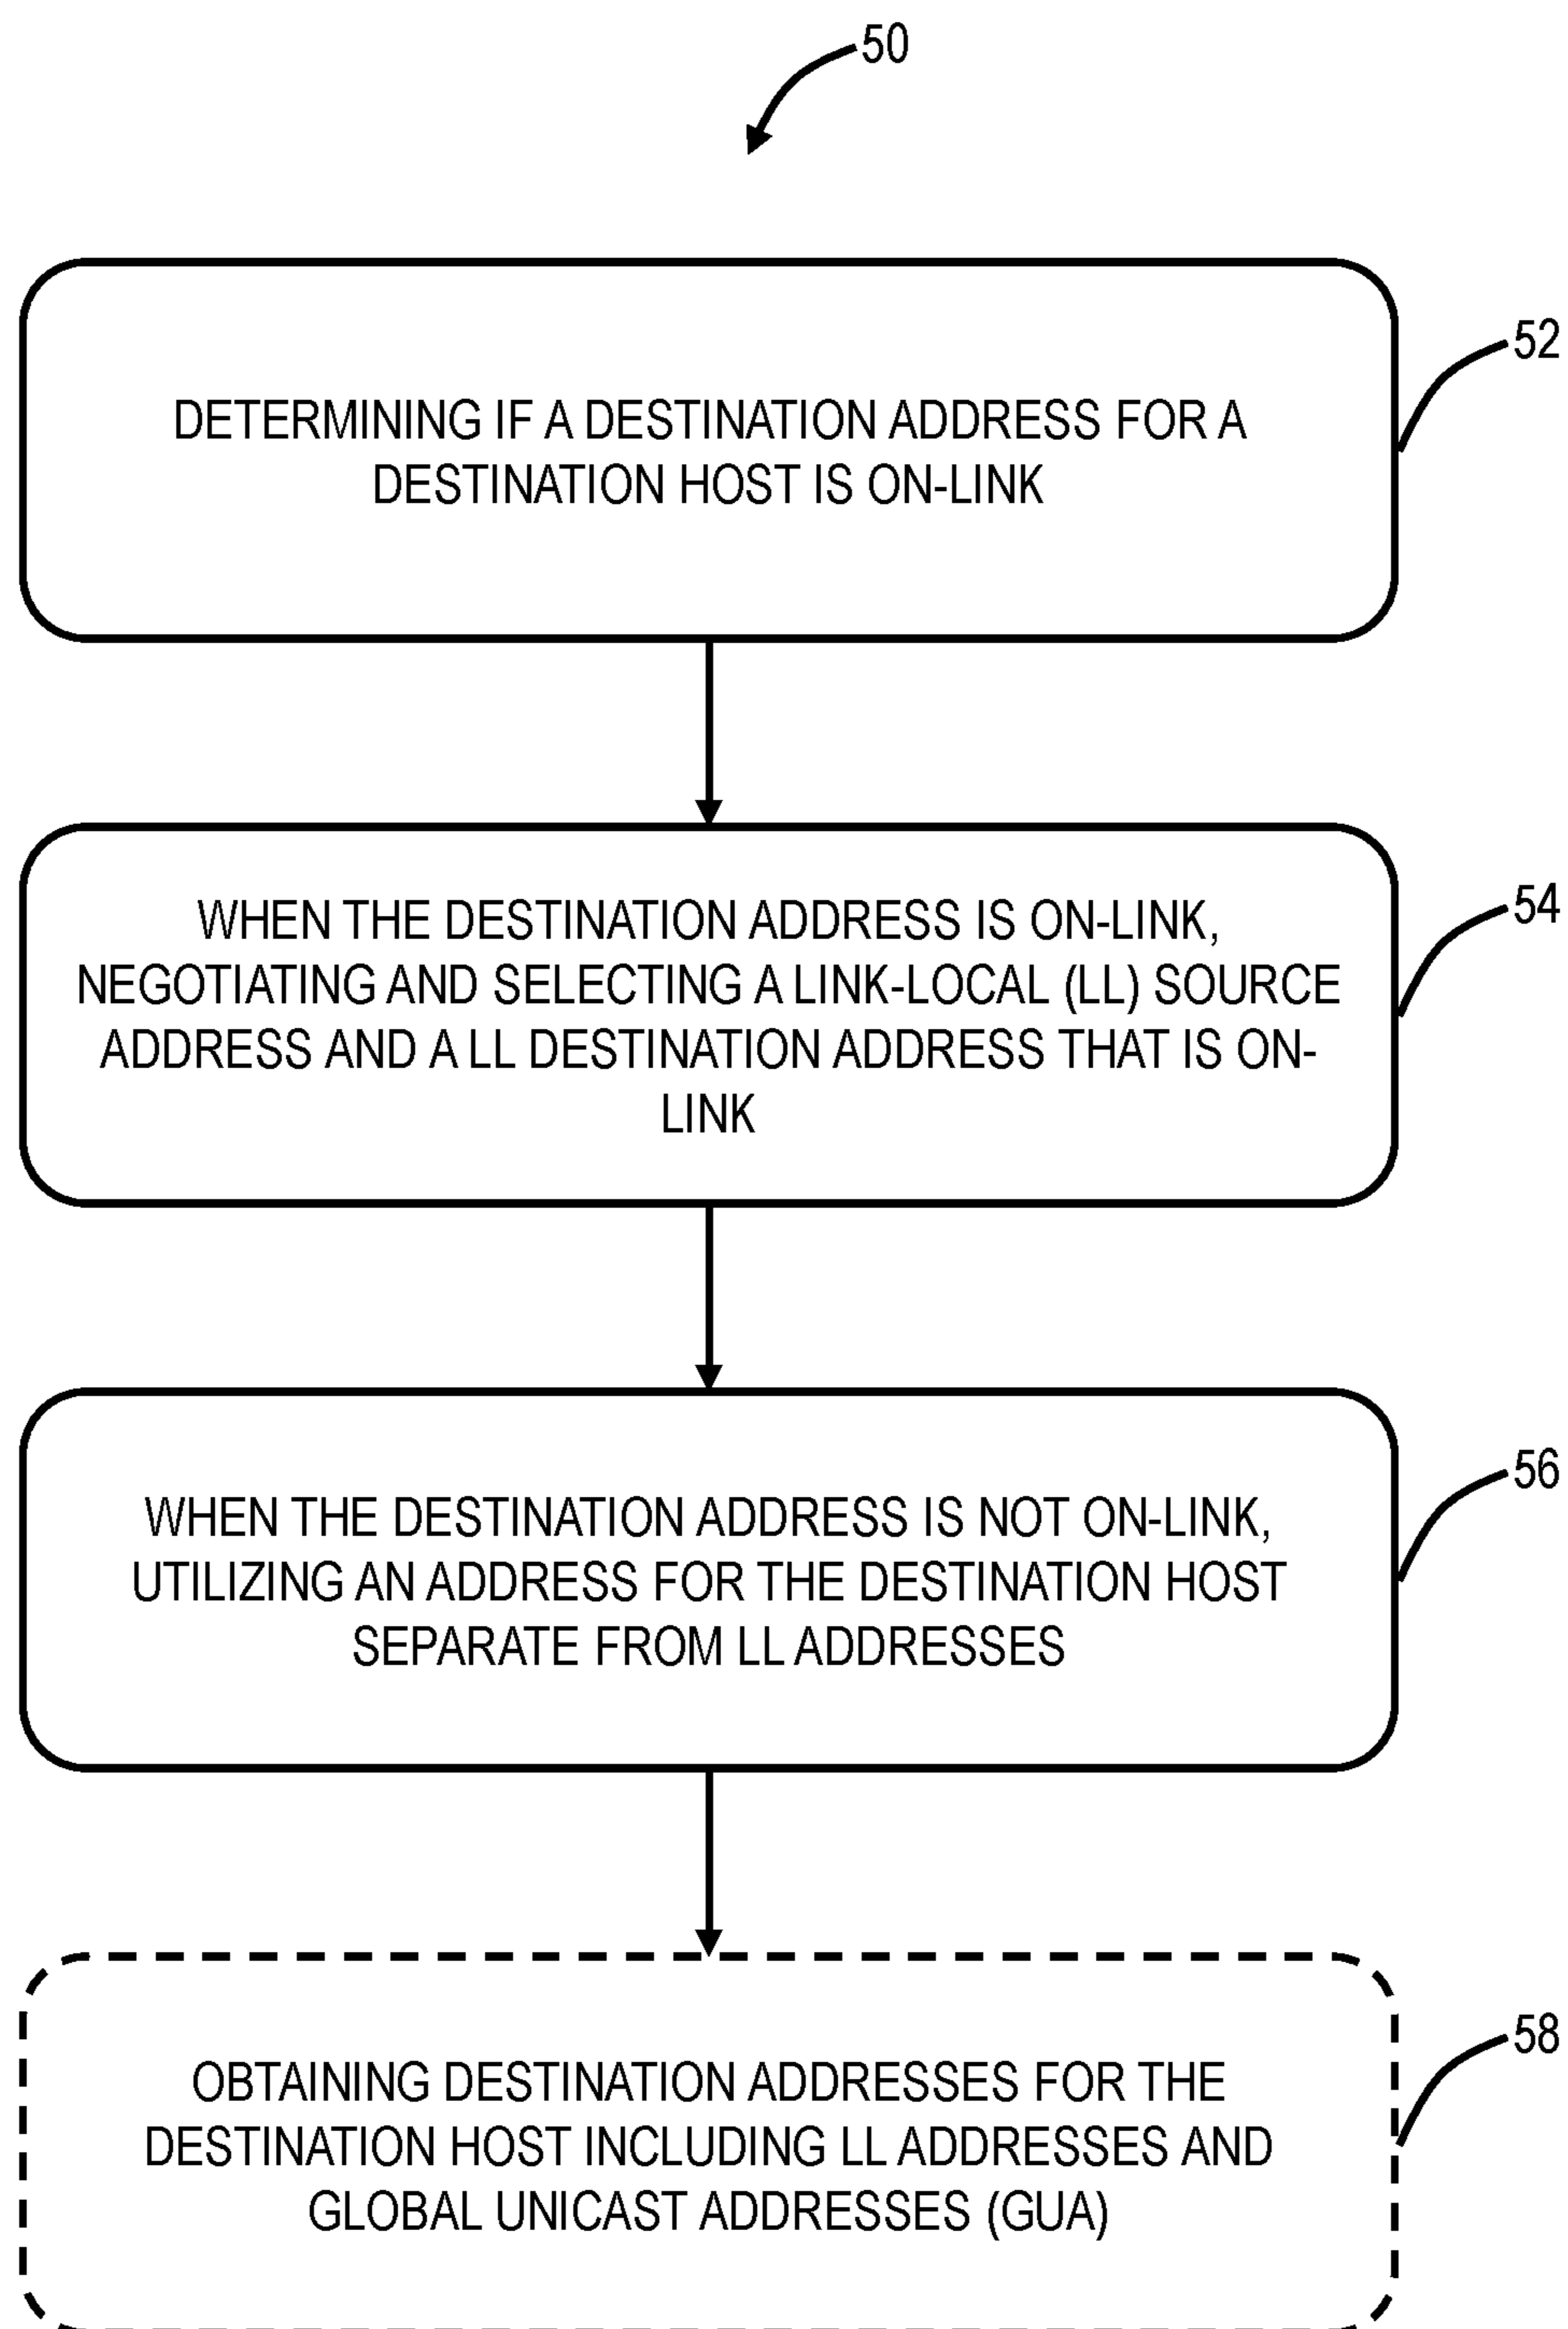 50
DETERMINING IF A DESTINATION ADDRESS FOR A
DESTINATION HOST IS ON-LINK
52
WHEN THE DESTINATION ADDRESS IS ON-LINK,
NEGOTIATING AND SELECTING A LINK-LOCAL (LL) SOURCE
ADDRESS AND A LL DESTINATION ADDRESS THAT IS ON-
LINK
54
WHEN THE DESTINATION ADDRESS IS NOT ON-LINK,
UTILIZING AN ADDRESS FOR THE DESTINATION HOST
SEPARATE FROM LL ADDRESSES
56
OBTAINING DESTINATION ADDRESSES FOR THE
DESTINATION HOST INCLUDING LL ADDRESSES AND
GLOBAL UNICAST ADDRESSES (GUA)
58